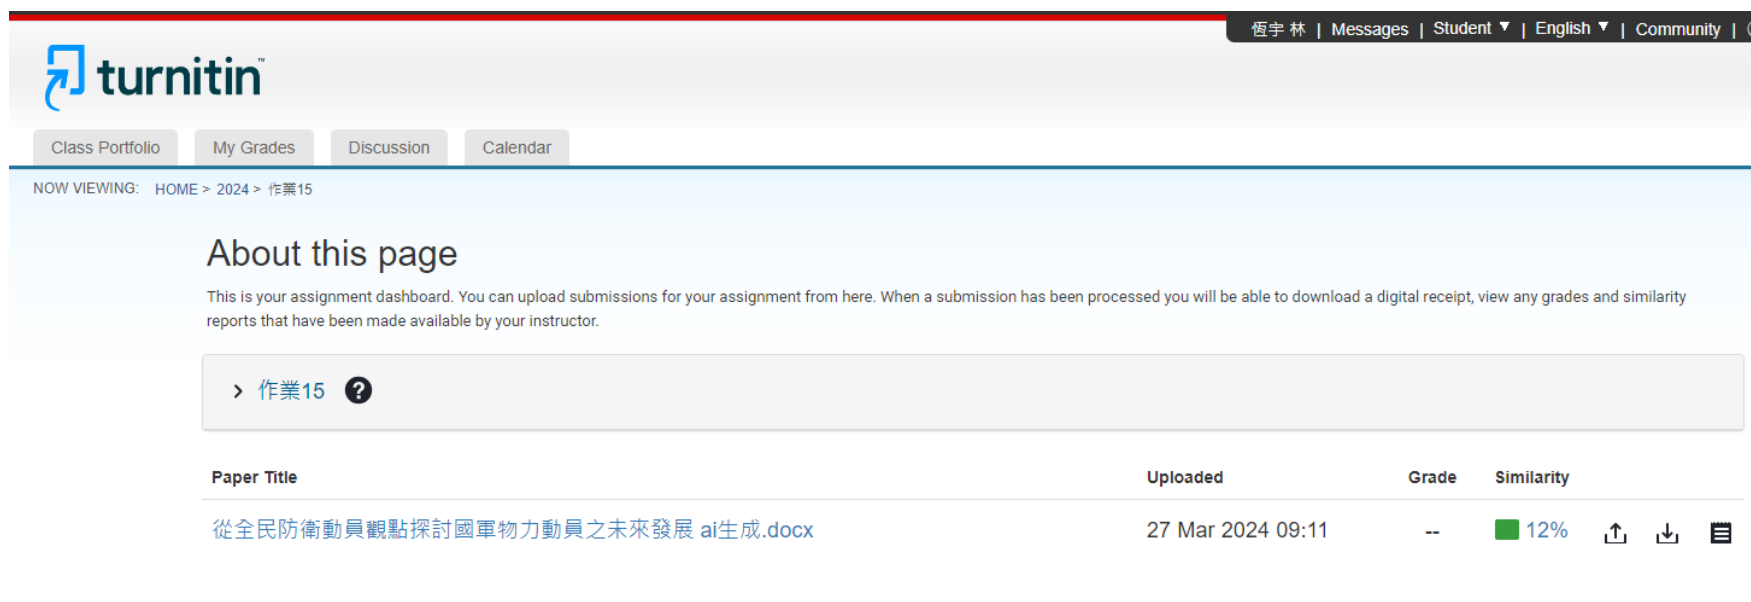 恆宇 林 | Messages | Student ▼ | English ▼ | Community |
turnitin™
Class Portfolio My Grades Discussion Calendar
NOW VIEWING: HOME > 2024 > 作業15
About this page
This is your assignment dashboard. You can upload submissions for your assignment from here. When a submission has been processed you will be able to download a digital receipt, view any grades and similarity
reports that have been made available by your instructor.
> 作業15 ?
Paper Title Uploaded Grade Similarity
從全民防衛動員觀點探討國軍物力動員之未來發展 ai生成.docx 27 Mar 2024 09:11 -- 12%